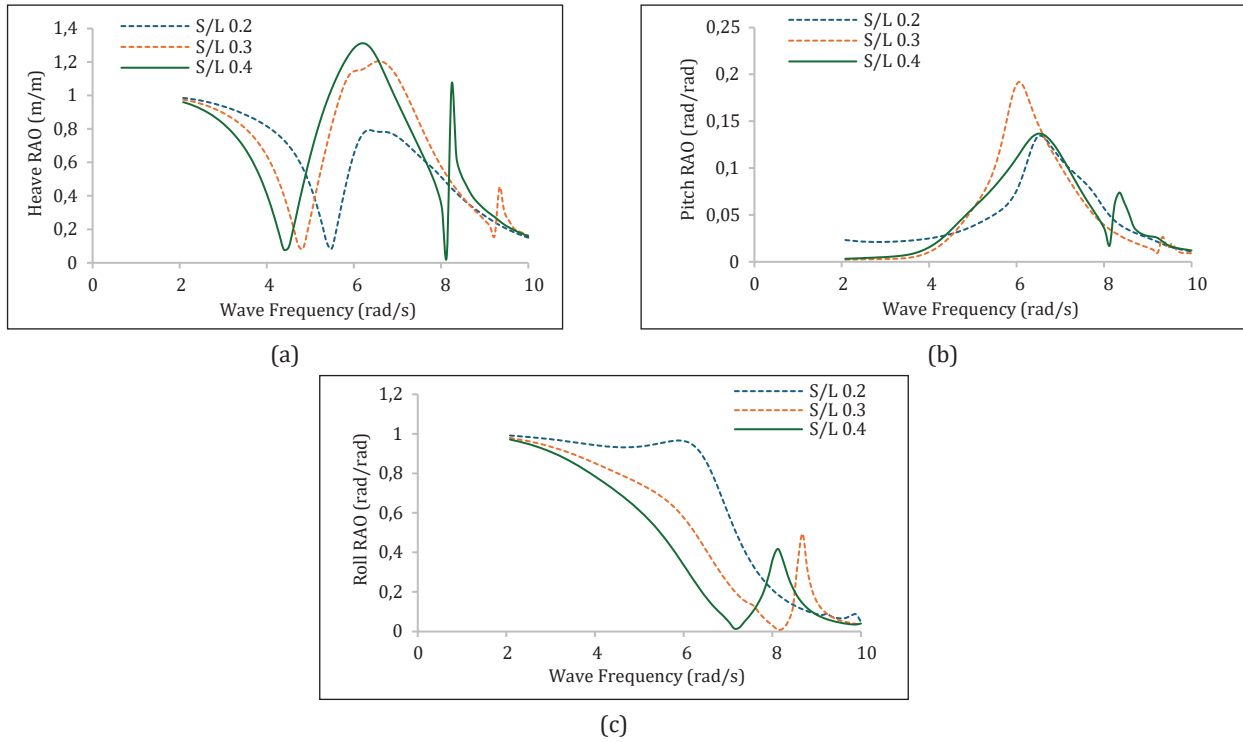 1,4
1,2
1
0,8
0,6
0,4
0,2
0
Heave RAO (m/m)
S/L 0.2
S/L 0.3
S/L 0.4
0 2 4 6 8 10
Wave Frequency (rad/s)
(a)
0,25
0,2
0,15
0,1
0,05
0
Pitch RAO (rad/rad)
S/L 0.2
S/L 0.3
S/L 0.4
0 2 4 6 8 10
Wave Frequency (rad/s)
(b)
1,2
1
0,8
0,6
0,4
0,2
0
Roll RAO (rad/rad)
S/L 0.2
S/L 0.3
S/L 0.4
0 2 4 6 8 10
Wave Frequency (rad/s)
(c)